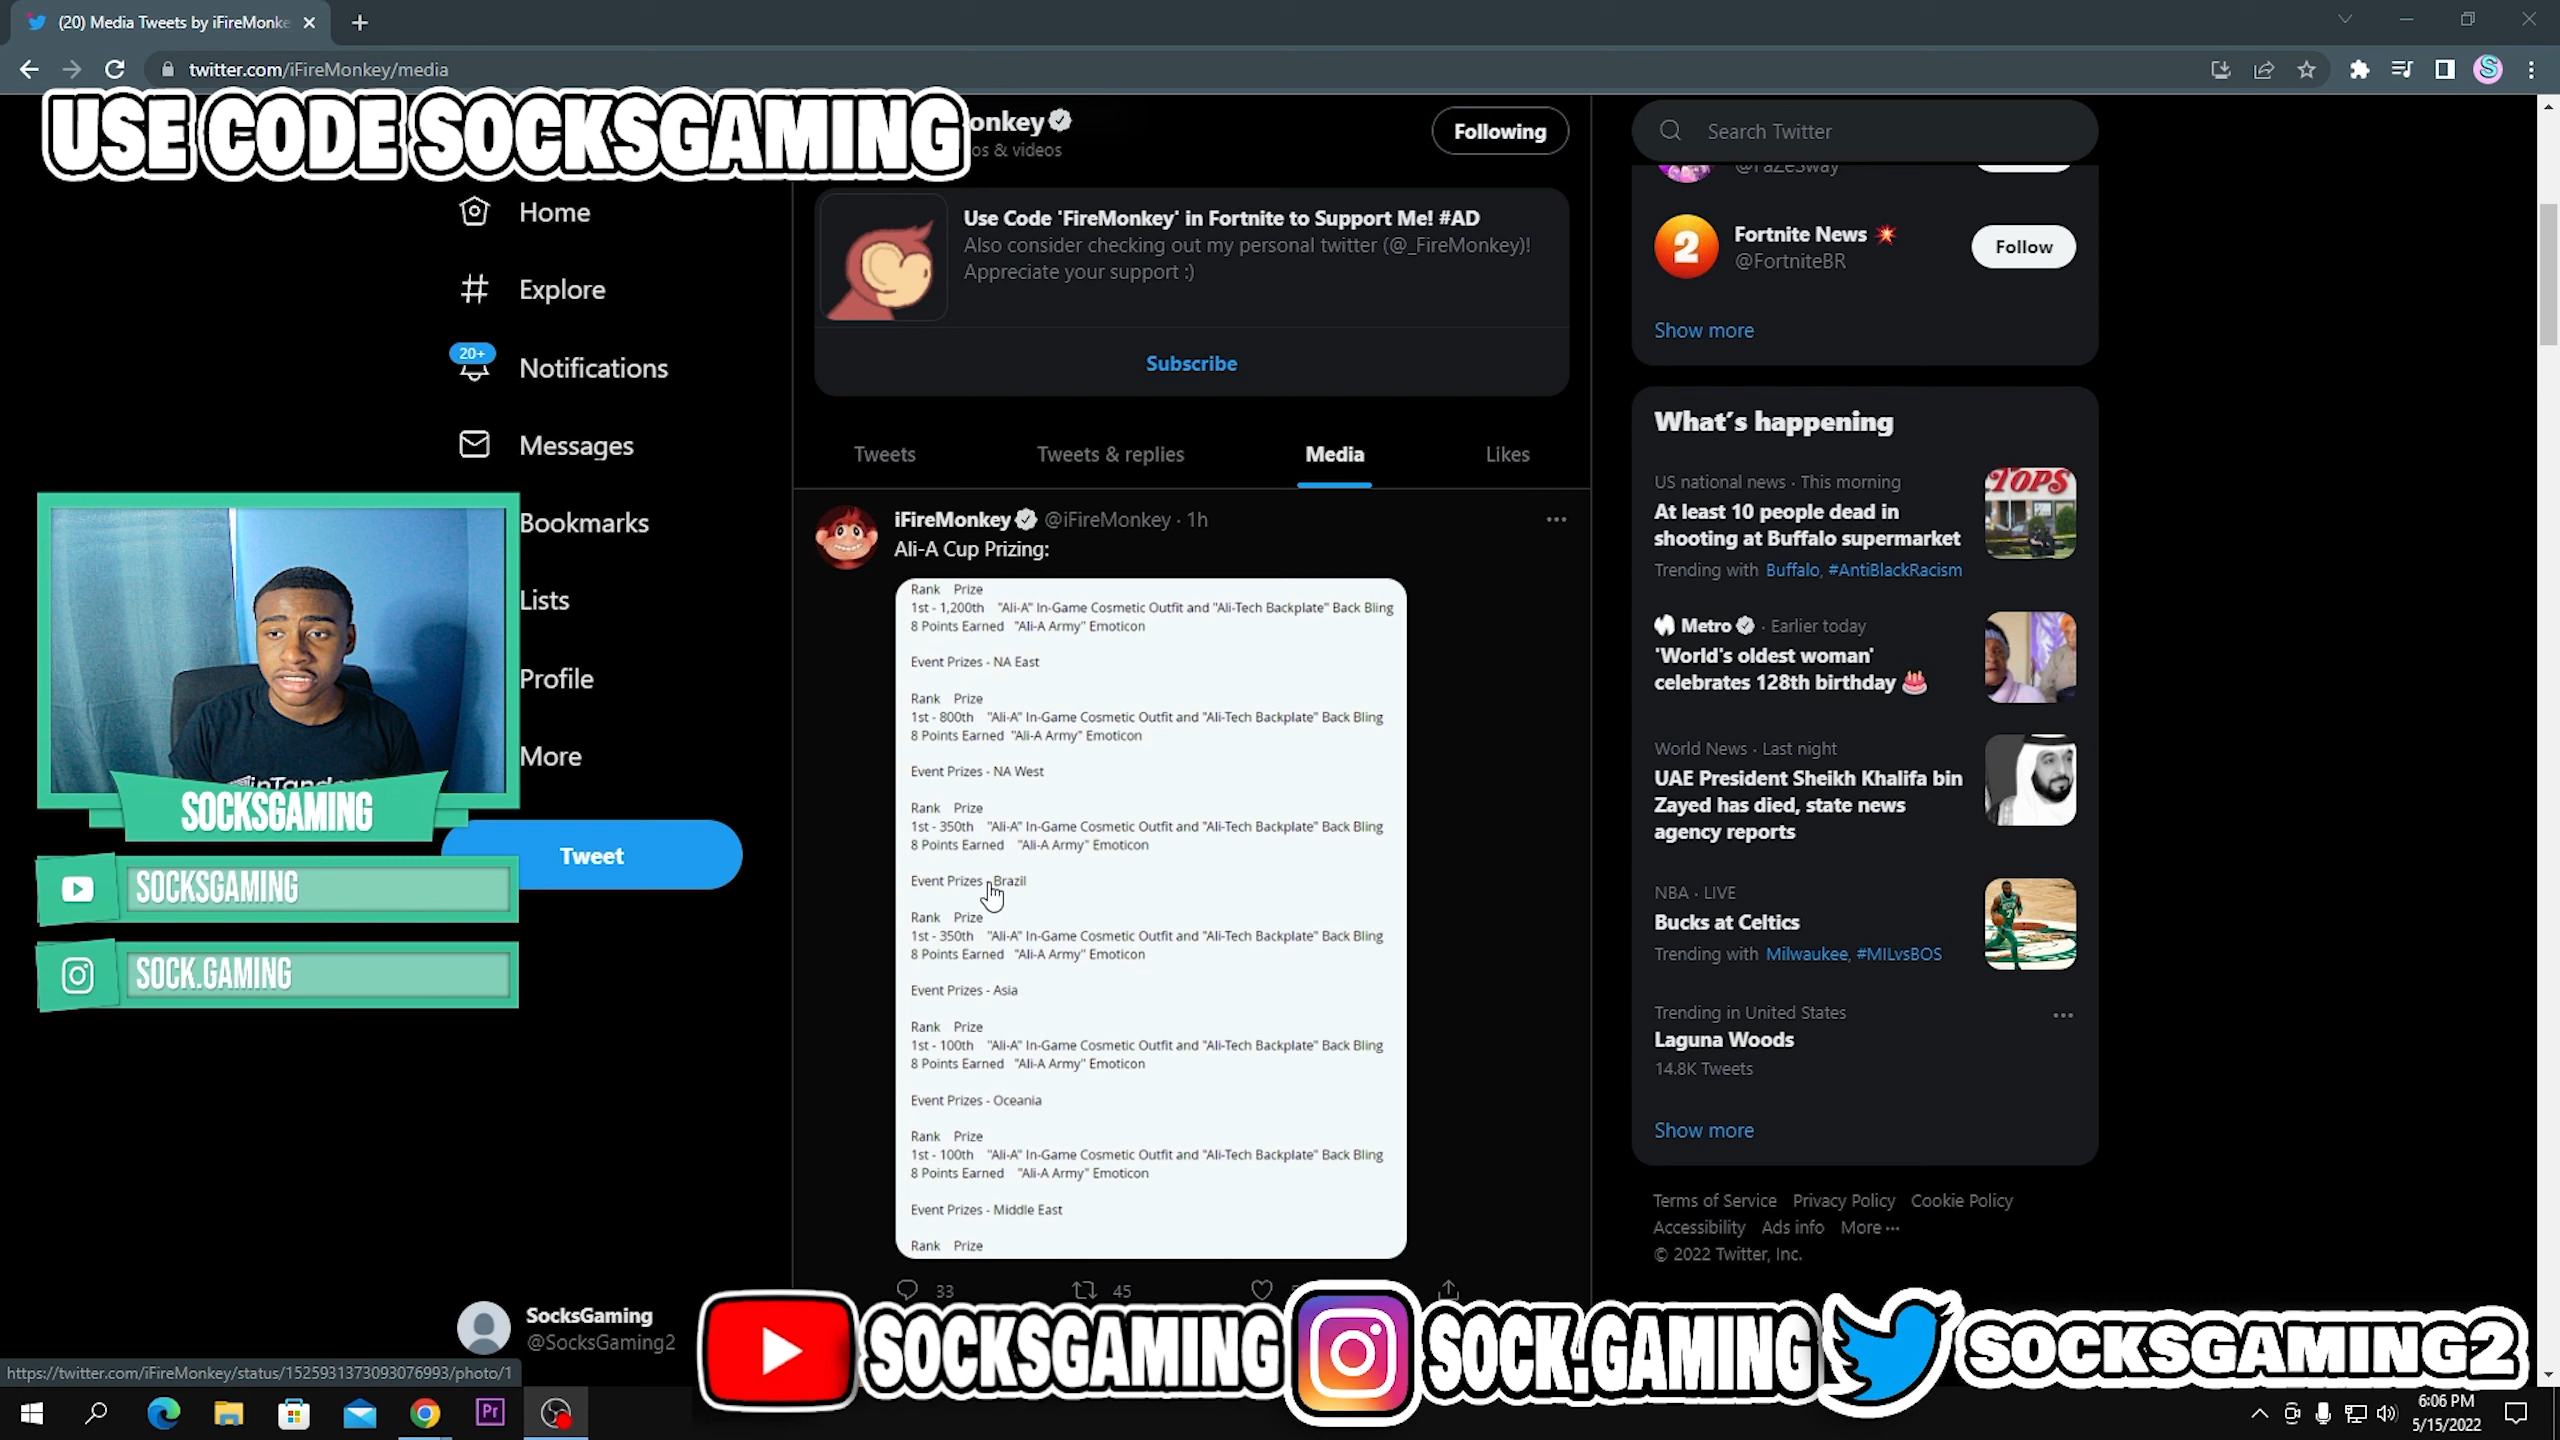 (20) Media Tweets by iFireMonke
twitter.com/iFireMonkey/media
USE CODE SOCKSGAMING
onkey
os & videos
Following
Search Twitter
Home
Explore
20+
Notifications
Messages
Bookmarks
Lists
Profile
More
Tweet
SOCKSGAMING
SOCKSGAMING
SOCK.GAMING
SocksGaming
@SocksGaming2
Use Code 'FireMonkey' in Fortnite to Support Me! #AD
Also consider checking out my personal twitter (@_FireMonkey)!
Appreciate your support :)
Subscribe
Tweets
Tweets & replies
Media
Likes
iFireMonkey @iFireMonkey · 1h
Ali-A Cup Prizing:
Rank Prize
1st - 1,200th "Ali-A" In-Game Cosmetic Outfit and "Ali-Tech Backplate" Back Bling
8 Points Earned "Ali-A Army" Emoticon
Event Prizes - NA East
Rank Prize
1st - 800th "Ali-A" In-Game Cosmetic Outfit and "Ali-Tech Backplate" Back Bling
8 Points Earned "Ali-A Army" Emoticon
Event Prizes - NA West
Rank Prize
1st - 350th "Ali-A" In-Game Cosmetic Outfit and "Ali-Tech Backplate" Back Bling
8 Points Earned "Ali-A Army" Emoticon
Event Prizes - Brazil
Rank Prize
1st - 350th "Ali-A" In-Game Cosmetic Outfit and "Ali-Tech Backplate" Back Bling
8 Points Earned "Ali-A Army" Emoticon
Event Prizes - Asia
Rank Prize
1st - 100th "Ali-A" In-Game Cosmetic Outfit and "Ali-Tech Backplate" Back Bling
8 Points Earned "Ali-A Army" Emoticon
Event Prizes - Oceania
Rank Prize
1st - 100th "Ali-A" In-Game Cosmetic Outfit and "Ali-Tech Backplate" Back Bling
8 Points Earned "Ali-A Army" Emoticon
Event Prizes - Middle East
Rank Prize
33
45
@FaZeSway
Fortnite News
@FortniteBR
Follow
Show more
What's happening
US national news · This morning
At least 10 people dead in
shooting at Buffalo supermarket
Trending with Buffalo, #AntiBlackRacism
TOPS
Metro · Earlier today
'World's oldest woman'
celebrates 128th birthday
World News · Last night
UAE President Sheikh Khalifa bin
Zayed has died, state news
agency reports
NBA · LIVE
Bucks at Celtics
Trending with Milwaukee, #MILvsBOS
Trending in United States
Laguna Woods
14.8K Tweets
Show more
Terms of Service Privacy Policy Cookie Policy
Accessibility Ads info More
© 2022 Twitter, Inc.
SOCKSGAMING
SOCK.GAMING
SOCKSGAMING2
https://twitter.com/iFireMonkey/status/1525931373093076993/photo/1
Pr
6:06 PM
5/15/2022